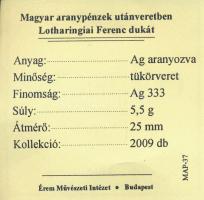 Magyar aranypénzek utánveretben
Lotharingiai Ferenc dukát
Anyag: Ag aranyozva
Minőség: tükörveret
Finomság: Ag 333
Súly: 5,5 g
Átmérő: 25 mm
Kollekció: 2009 db
MAP-37
Érem Művészeti Intézet • Budapest